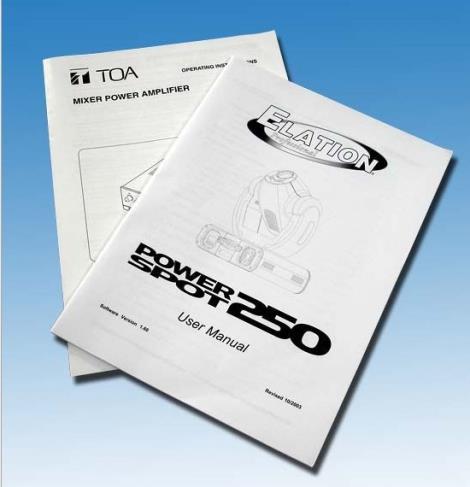 TOA
OPERATING INSTRUCTIONS
MIXER POWER AMPLIFIER
ELATION
Professional
POWER
SPOT 250
User Manual
Software Version 1.60
Revised 10/2003